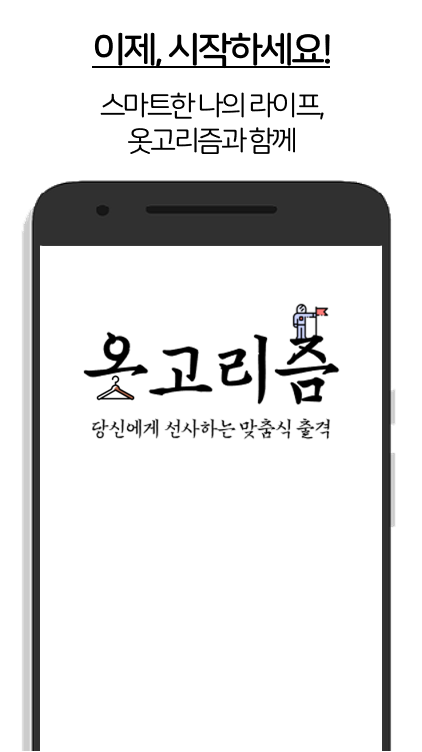 이제, 시작하세요!
스마트한 나의 라이프,
옷고리즘과 함께
옷고리즘
당신에게 선사하는 맞춤식 출격